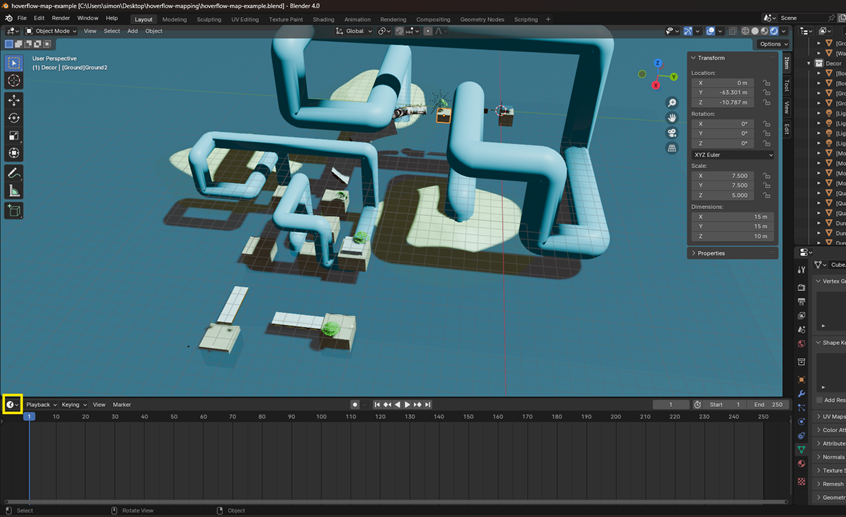 hoverflow-map-example [C:\Users\simon\Desktop\hoverflow-mapping\hoverflow-map-example.blend] - Blender 4.0
File Edit Render Window Help Layout Modeling Sculpting UV Editing Texture Paint Shading Animation Rendering Compositing Geometry Nodes Scripting + Scene
Object Mode View Select Add Object Global
Options
User Perspective
(1) Decor | [Ground]Ground2
Transform
Location:
X 0 m
Y -63.301 m
Z -10.787 m
Rotation:
X 0°
Y 0°
Z 0°
XYZ Euler
Scale:
X 7.500
Y 7.500
Z 5.000
Dimensions:
X 15 m
Y 15 m
Z 10 m
Properties
Item
Tool
View
Edit
Z
Y
X
Decor
Cube.
Vertex Gr
Shape Ke
Add Res
UV Maps
Color Att
Attribute
Normals
Texture S
Remesh
Geometr
Playback Keying View Marker 1 Start 1 End 250
1 10 20 30 40 50 60 70 80 90 100 110 120 130 140 150 160 170 180 190 200 210 220 230 240 250
Select Rotate View Object